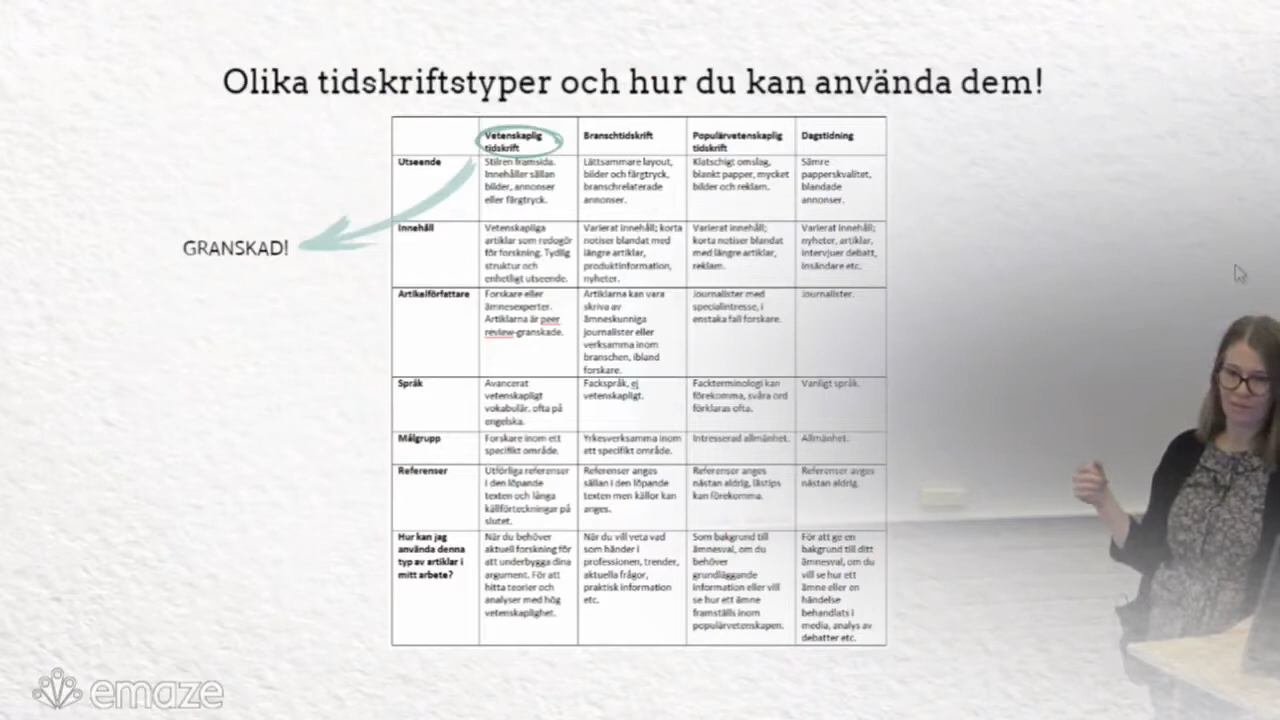 Olika tidskriftstyper och hur du kan använda dem!
GRANSKAD!
Vetenskaplig
tidskrift
Branschtidskrift
Populärvetenskaplig
tidskrift
Dagstidning
Utseende
Stilren framsida.
Innehåller sällan
bilder, annonser
eller färgtryck.
Lättsammare layout,
bilder och färgtryck,
branschrelaterade
annonser.
Klatschigt omslag,
blankt papper, mycket
bilder och reklam.
Sämre
papperskvalitet,
blandade
annonser.
Innehåll
Vetenskapliga
artiklar som redogör
för forskning. Tydlig
struktur och
enhetligt utseende.
Varierat innehåll; korta
notiser blandat med
längre artiklar,
produktinformation,
nyheter.
Varierat innehåll;
korta notiser blandat
med längre artiklar,
reklam.
Varierat innehåll;
nyheter, artiklar,
intervjuer debatt,
insändare etc.
Artikelförfattare
Forskare eller
ämnesexperter.
Artiklarna är peer
review-granskade.
Artiklarna kan vara
skriva av
ämneskunniga
journalister eller
verksamma inom
branschen, ibland
forskare.
Journalister med
specialintresse, i
enstaka fall forskare.
Journalister.
Språk
Avancerat
vetenskapligt
vokabulär, ofta på
engelska.
Fackspråk, ej
vetenskapligt.
Fackterminologi kan
förekomma, svåra ord
förklaras ofta.
Vanligt språk.
Målgrupp
Forskare inom ett
specifikt område.
Yrkesverksamma inom
ett specifikt område.
Intresserad allmänhet.
Allmänhet.
Referenser
Utförliga referenser
i den löpande
texten och långa
källförteckningar på
slutet.
Referenser anges
sällan i den löpande
texten men källor kan
anges.
Referenser anges
nästan aldrig, lästips
kan förekomma.
Referenser anges
nästan aldrig.
Hur kan jag
använda denna
typ av artiklar i
mitt arbete?
När du behöver
aktuell forskning för
att underbygga dina
argument. För att
hitta teorier och
analyser med hög
vetenskaplighet.
När du vill veta vad
som händer i
professionen, trender,
aktuella frågor,
praktisk information
etc.
Som bakgrund till
ämnesval, om du
behöver
grundläggande
information eller vill
se hur ett ämne
framställs inom
populärvetenskapen.
För att ge en
bakgrund till ditt
ämnesval, om du
vill se hur ett
ämne eller en
händelse
behandlats i
media, analys av
debatter etc.
emaze